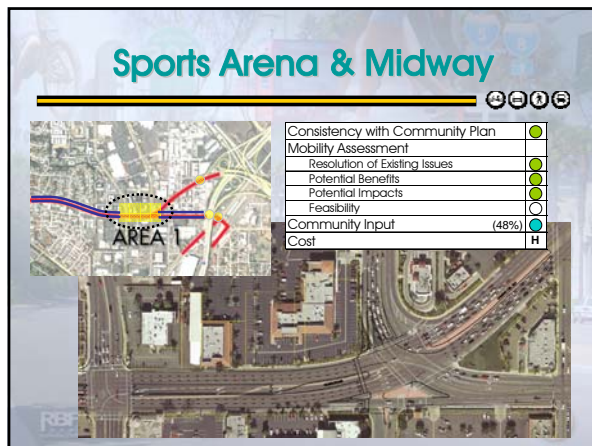 Sports Arena & Midway
Consistency with Community Plan
Mobility Assessment
Resolution of Existing Issues
Potential Benefits
Potential Impacts
Feasibility
Community Input (48%)
Cost H
AREA 1
RBF